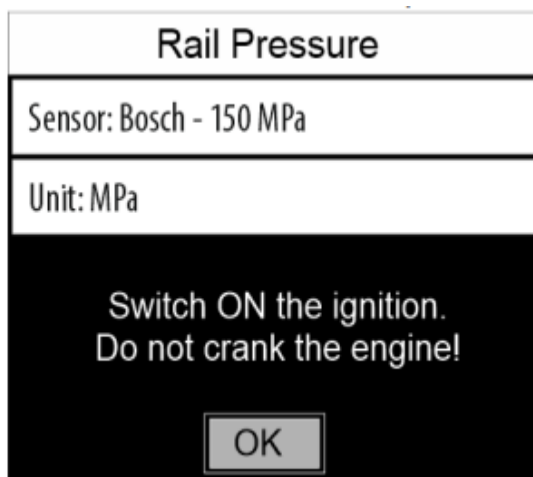 Rail Pressure
Sensor: Bosch - 150 MPa
Unit: MPa
Switch ON the ignition.
Do not crank the engine!
OK